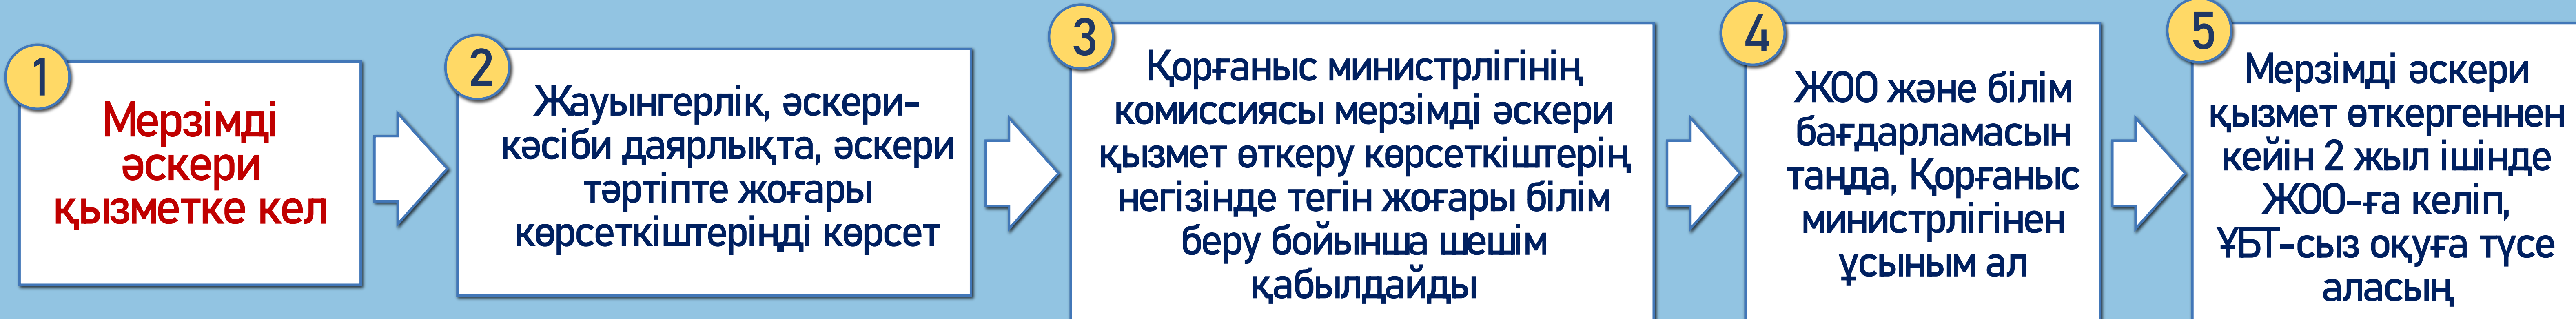 1
Мерзімді
әскери
қызметке кел
2
Жауынгерлік, әскери-
кәсіби даярлықта, әскери
тәртіпте жоғары
көрсеткіштеріңді көрсет
3
Қорғаныс министрлігінің
комиссиясы мерзімді әскери
қызмет өткеру көрсеткіштерің
негізінде тегін жоғары білім
беру бойынша шешім
қабылдайды
4
ЖОО және білім
бағдарламасын
таңда, Қорғаныс
министрлігінен
ұсыным ал
5
Мерзімді әскери
қызмет өткергеннен
кейін 2 жыл ішінде
ЖОО-ға келіп,
ҰБТ-сыз оқуға түсе
аласың